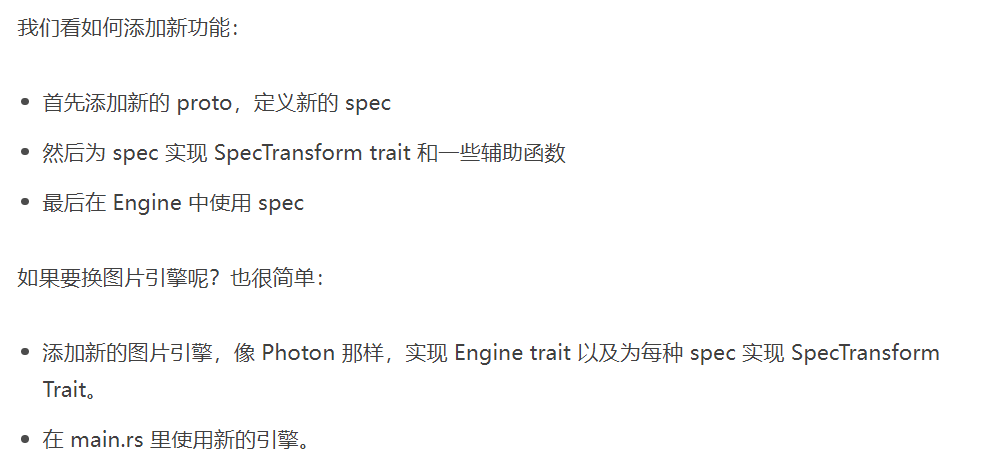 我们看如何添加新功能：
• 首先添加新的 proto，定义新的 spec
• 然后为 spec 实现 SpecTransform trait 和一些辅助函数
• 最后在 Engine 中使用 spec
如果要换图片引擎呢？也很简单：
• 添加新的图片引擎，像 Photon 那样，实现 Engine trait 以及为每种 spec 实现 SpecTransform
Trait。
• 在 main.rs 里使用新的引擎。